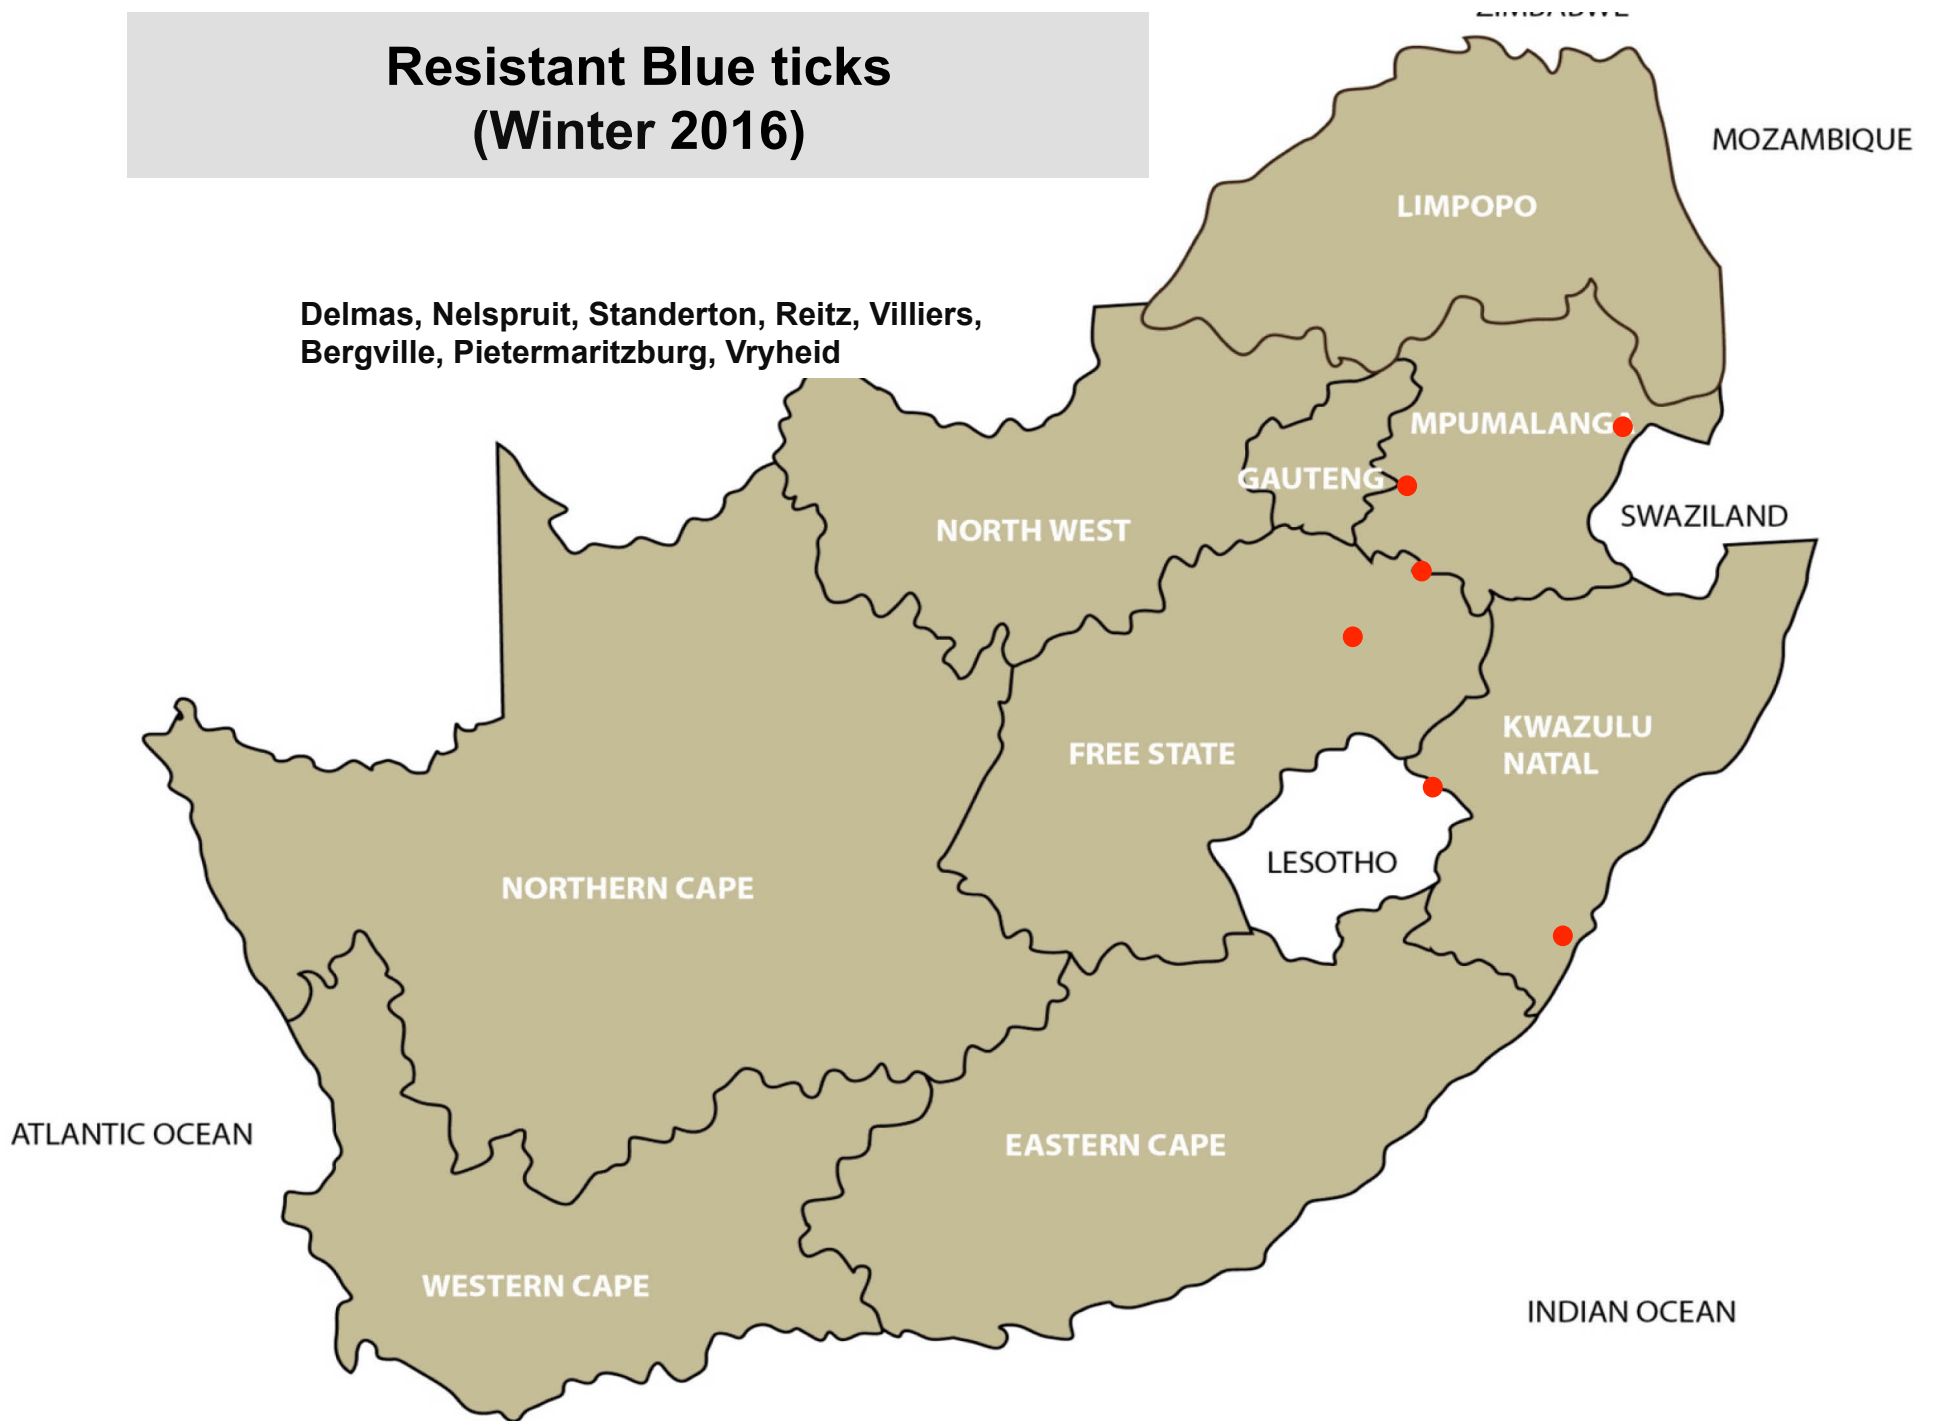 ZIMBABWE
Resistant Blue ticks
(Winter 2016)
MOZAMBIQUE
LIMPOPO
Delmas, Nelspruit, Standerton, Reitz, Villiers,
Bergville, Pietermaritzburg, Vryheid
MPUMALANGA
GAUTENG
SWAZILAND
NORTH WEST
KWAZULU
NATAL
FREE STATE
LESOTHO
NORTHERN CAPE
ATLANTIC OCEAN
EASTERN CAPE
WESTERN CAPE
INDIAN OCEAN